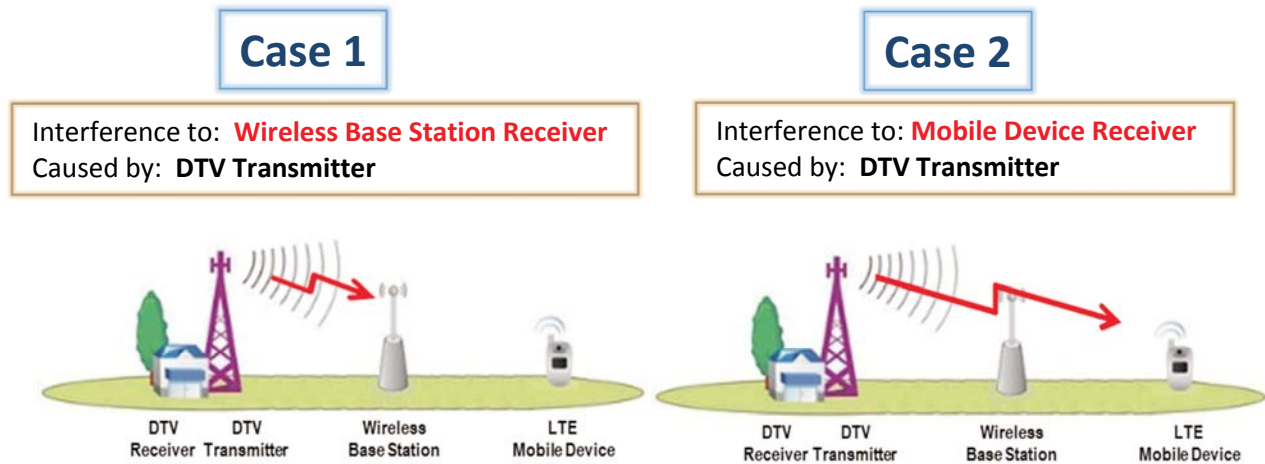 Case 1
Interference to: Wireless Base Station Receiver
Caused by: DTV Transmitter
DTV Receiver
DTV Transmitter
Wireless Base Station
LTE Mobile Device
Case 2
Interference to: Mobile Device Receiver
Caused by: DTV Transmitter
DTV Receiver
DTV Transmitter
Wireless Base Station
LTE Mobile Device